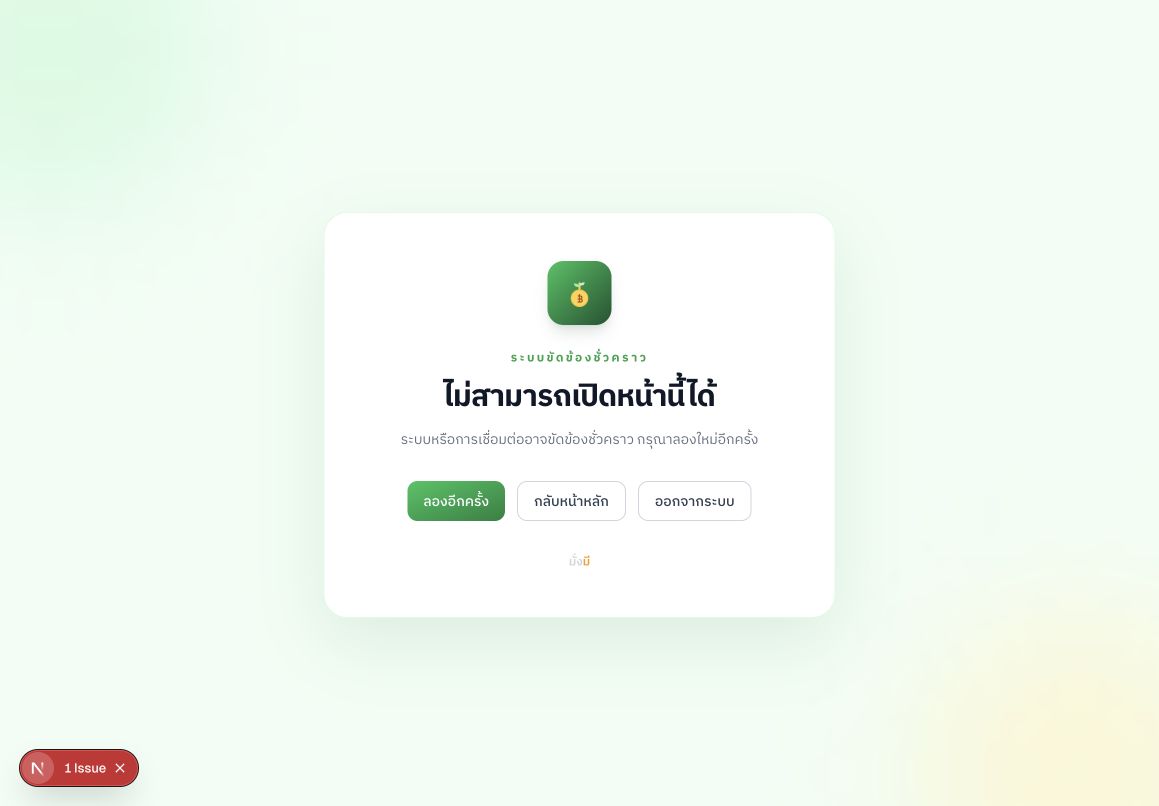 ระบบขัดข้องชั่วคราว
ไม่สามารถเปิดหน้านี้ได้
ระบบหรือการเชื่อมต่ออาจขัดข้องชั่วคราว กรุณาลองใหม่อีกครั้ง
ลองอีกครั้ง กลับหน้าหลัก ออกจากระบบ
มั่งมี
N 1 Issue